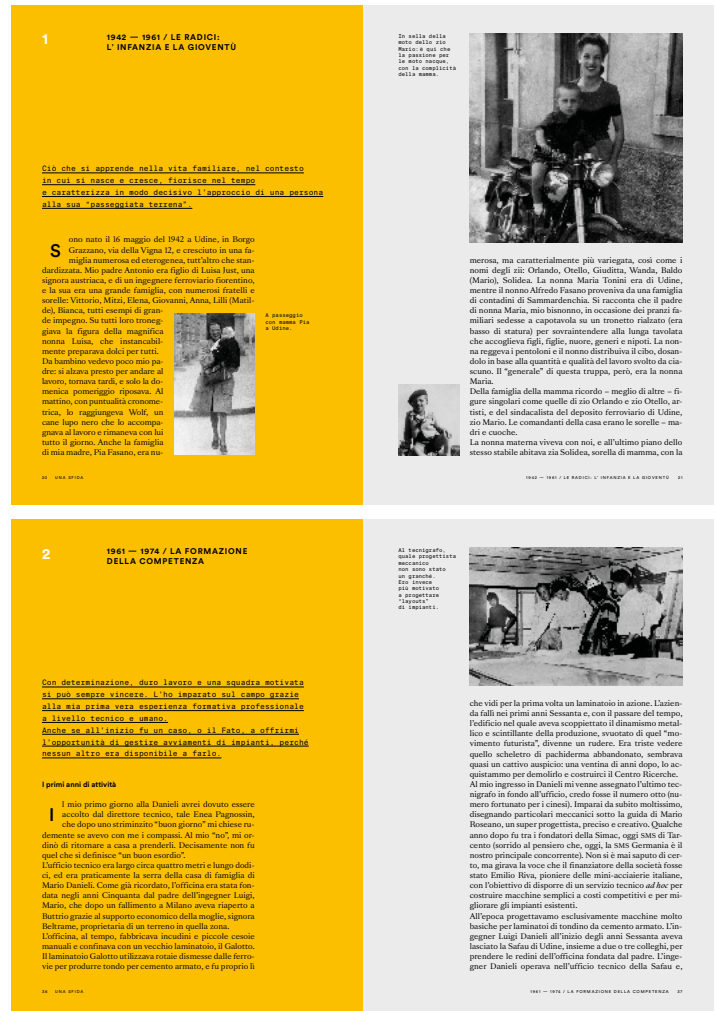 1
1942 — 1961 / LE RADICI:
L' INFANZIA E LA GIOVENTÙ
Ciò che si apprende nella vita familiare, nel contesto
in cui si nasce e cresce, fiorisce nel tempo
e caratterizza in modo decisivo l'approccio di una persona
alla sua "passeggiata terrena".
Sono nato il 16 maggio del 1942 a Udine, in Borgo
Grazzano, via della Vigna 12, e cresciuto in una fa-
miglia numerosa ed eterogenea, tutt'altro che stan-
dardizzata. Mio padre Antonio era figlio di Luisa Just, una
signora austriaca, e di un ingegnere ferroviario fiorentino,
e la sua era una grande famiglia, con numerosi fratelli e
sorelle: Vittorio, Mitzi, Elena, Giovanni, Anna, Lilli (Matil-
de), Bianca, tutti esempi di gran-
de impegno. Su tutti loro troneg-
giava la figura della magnifica
nonna Luisa, che instancabil-
mente preparava dolci per tutti.
Da bambino vedevo poco mio pa-
dre: si alzava presto per andare al
lavoro, tornava tardi, e solo la do-
menica pomeriggio riposava. Al
mattino, con puntualità cronome-
trica, lo raggiungeva Wolf, un
cane lupo nero che lo accompa-
gnava al lavoro e rimaneva con lui
tutto il giorno. Anche la famiglia
di mia madre, Pia Fasano, era nu-
A passeggio
con mamma Pia
a Udine.
20 UNA SFIDA
In sella della
moto dello zio
Mario: è qui che
la passione per
le moto nacque,
con la complicità
della mamma.
merosa, ma caratterialmente più variegata, così come i
nomi degli zii: Orlando, Otello, Giuditta, Wanda, Baldo
(Mario), Solidea. La nonna Maria Tonini era di Udine,
mentre il nonno Alfredo Fasano proveniva da una famiglia
di contadini di Sammardenchia. Si racconta che il padre
di nonna Maria, mio bisnonno, in occasione dei pranzi fa-
miliari sedesse a capotavola su un tronetto rialzato (era
basso di statura) per sovraintendere alla lunga tavolata
che accoglieva figli, figlie, nuore, generi e nipoti. La non-
na reggeva i pentoloni e il nonno distribuiva il cibo, dosan-
dolo in base alla quantità e qualità del lavoro svolto da cia-
scuno. Il "generale" di questa truppa, però, era la nonna
Maria.
Della famiglia della mamma ricordo – meglio di altre – fi-
gure singolari come quelle di zio Orlando e zio Otello, ar-
tisti, e del sindacalista del deposito ferroviario di Udine,
zio Mario. Le comandanti della casa erano le sorelle – ma-
dri e cuoche.
La nonna materna viveva con noi, e all'ultimo piano dello
stesso stabile abitava zia Solidea, sorella di mamma, con la
1942 — 1961 / LE RADICI: L' INFANZIA E LA GIOVENTÙ 21
2
1961 — 1974 / LA FORMAZIONE
DELLA COMPETENZA
Con determinazione, duro lavoro e una squadra motivata
si può sempre vincere. L'ho imparato sul campo grazie
alla mia prima vera esperienza formativa professionale
a livello tecnico e umano.
Anche se all'inizio fu un caso, o il Fato, a offrirmi
l'opportunità di gestire avviamenti di impianti, perché
nessun altro era disponibile a farlo.
I primi anni di attività
Il mio primo giorno alla Danieli avrei dovuto essere
accolto dal direttore tecnico, tale Enea Pagnossin,
che dopo uno striminzito "buon giorno" mi chiese ru-
demente se avevo con me i compassi. Al mio "no", mi or-
dinò di ritornare a casa a prenderli. Decisamente non fu
quel che si definisce "un buon esordio".
L'ufficio tecnico era largo circa quattro metri e lungo dodi-
ci, ed era praticamente la serra della casa di famiglia di
Mario Danieli. Come già ricordato, l'officina era stata fon-
data negli anni Cinquanta dal padre dell'ingegner Luigi,
Mario, che dopo un fallimento a Milano aveva riaperto a
Buttrio grazie al supporto economico della moglie, signora
Beltrame, proprietaria di un terreno in quella zona.
L'officina, al tempo, fabbricava incudini e piccole cesoie
manuali e confinava con un vecchio laminatoio, il Galotto.
Il laminatoio Galotto utilizzava rotaie dismesse dalle ferro-
vie per produrre tondo per cemento armato, e fu proprio lì
36 UNA SFIDA
Al tecnigrafo,
quale progettista
meccanico
non sono stato
un granché.
Ero invece
più motivato
a progettare
"layouts"
di impianti.
che vidi per la prima volta un laminatoio in azione. L'azien-
da fallì nei primi anni Sessanta e, con il passare del tempo,
l'edificio nel quale aveva scoppiettato il dinamismo metal-
lico e scintillante della produzione, svuotato di quel "mo-
vimento futurista", divenne un rudere. Era triste vedere
quello scheletro di pachiderma abbandonato, sembrava
quasi un cattivo auspicio: una ventina di anni dopo, lo ac-
quistammo per demolirlo e costruirci il Centro Ricerche.
Al mio ingresso in Danieli mi venne assegnato l'ultimo tec-
nigrafo in fondo all'ufficio, credo fosse il numero otto (nu-
mero fortunato per i cinesi). Imparai da subito moltissimo,
disegnando particolari meccanici sotto la guida di Mario
Roseano, un super progettista, preciso e creativo. Qualche
anno dopo fu tra i fondatori della Simac, oggi SMS di Tar-
cento (sorrido al pensiero che, oggi, la SMS Germania è il
nostro principale concorrente). Non si è mai saputo di cer-
to, ma girava la voce che il finanziatore della società fosse
stato Emilio Riva, pioniere delle mini-acciaierie italiane,
con l'obiettivo di disporre di un servizio tecnico ad hoc per
costruire macchine semplici a costi competitivi e per mi-
gliorare gli impianti esistenti.
All'epoca progettavamo esclusivamente macchine molto
basiche per laminatoi di tondino da cemento armato. L'in-
gegner Luigi Danieli all'inizio degli anni Sessanta aveva
lasciato la Safau di Udine, insieme a due o tre colleghi, per
prendere le redini dell'officina fondata dal padre. L'inge-
gner Danieli operava nell'ufficio tecnico della Safau e,
1961 — 1974 / LA FORMAZIONE DELLA COMPETENZA 37